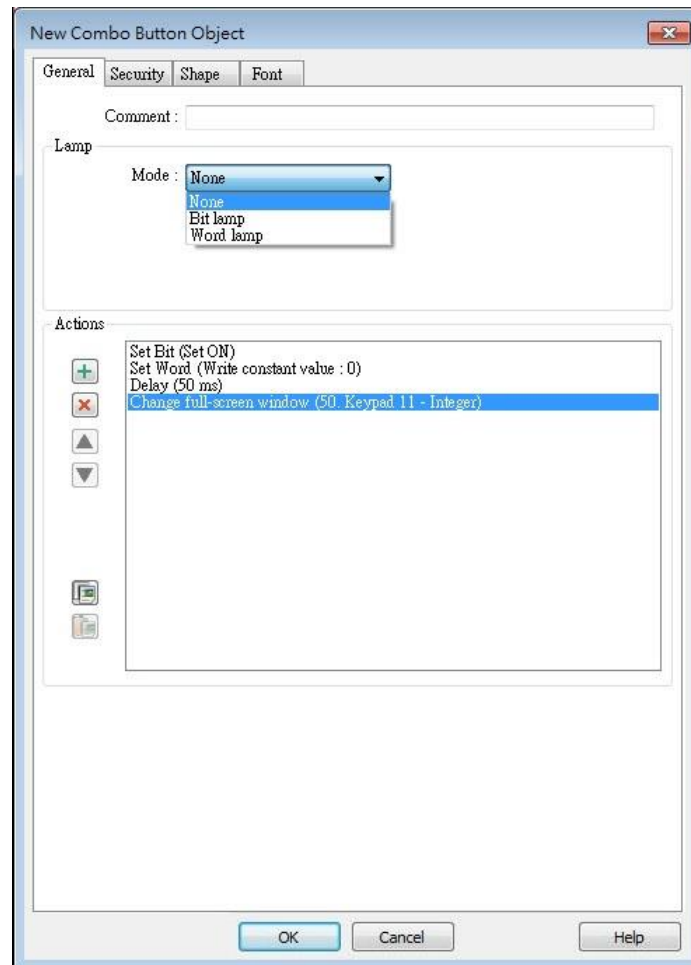 New Combo Button Object
General Security Shape Font
Comment :
Lamp
Mode : None
None
Bit lamp
Word lamp
Actions
Set Bit (Set ON)
Set Word (Write constant value : 0)
Delay (50 ms)
Change full-screen window (50. Keypad 11 - Integer)
OK Cancel Help